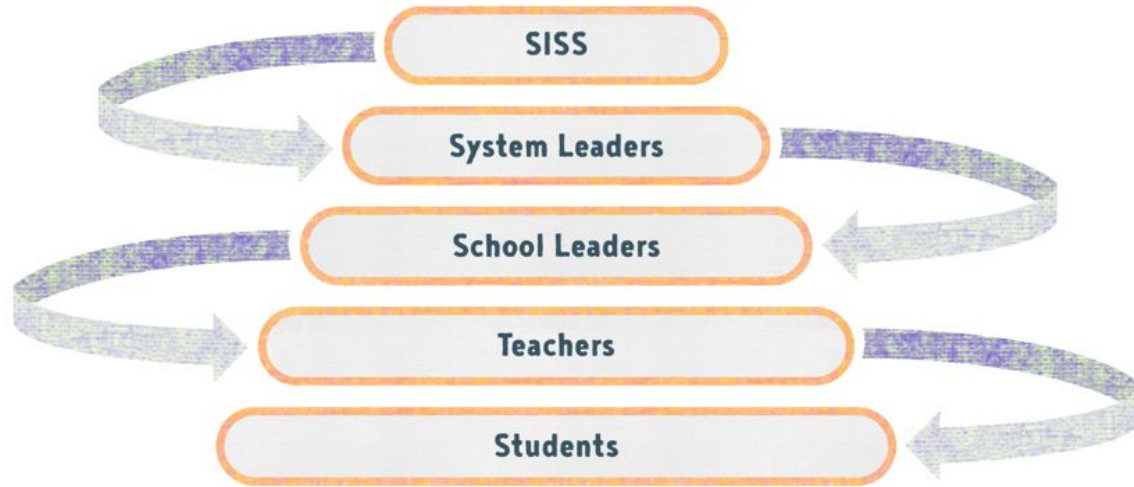 SISS
System Leaders
School Leaders
Teachers
Students